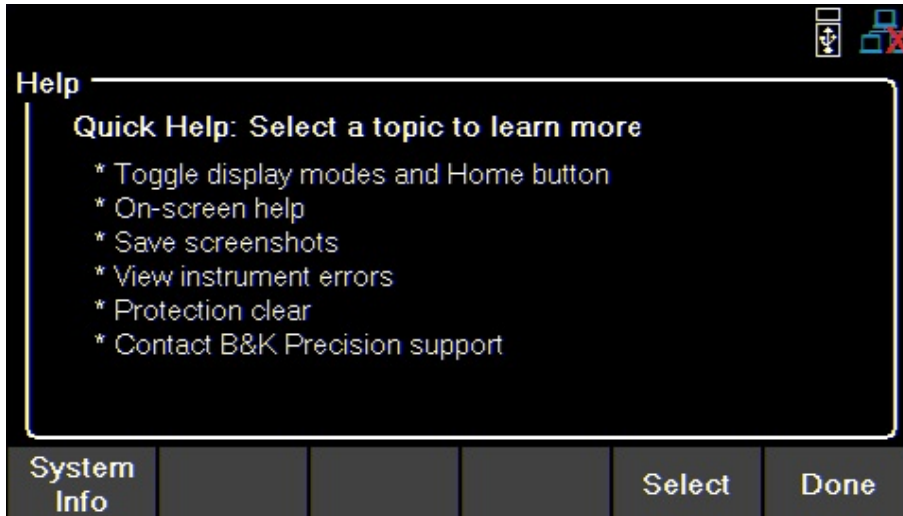 Help
Quick Help: Select a topic to learn more
* Toggle display modes and Home button
* On-screen help
* Save screenshots
* View instrument errors
* Protection clear
* Contact B&K Precision support
System
Info
Select
Done